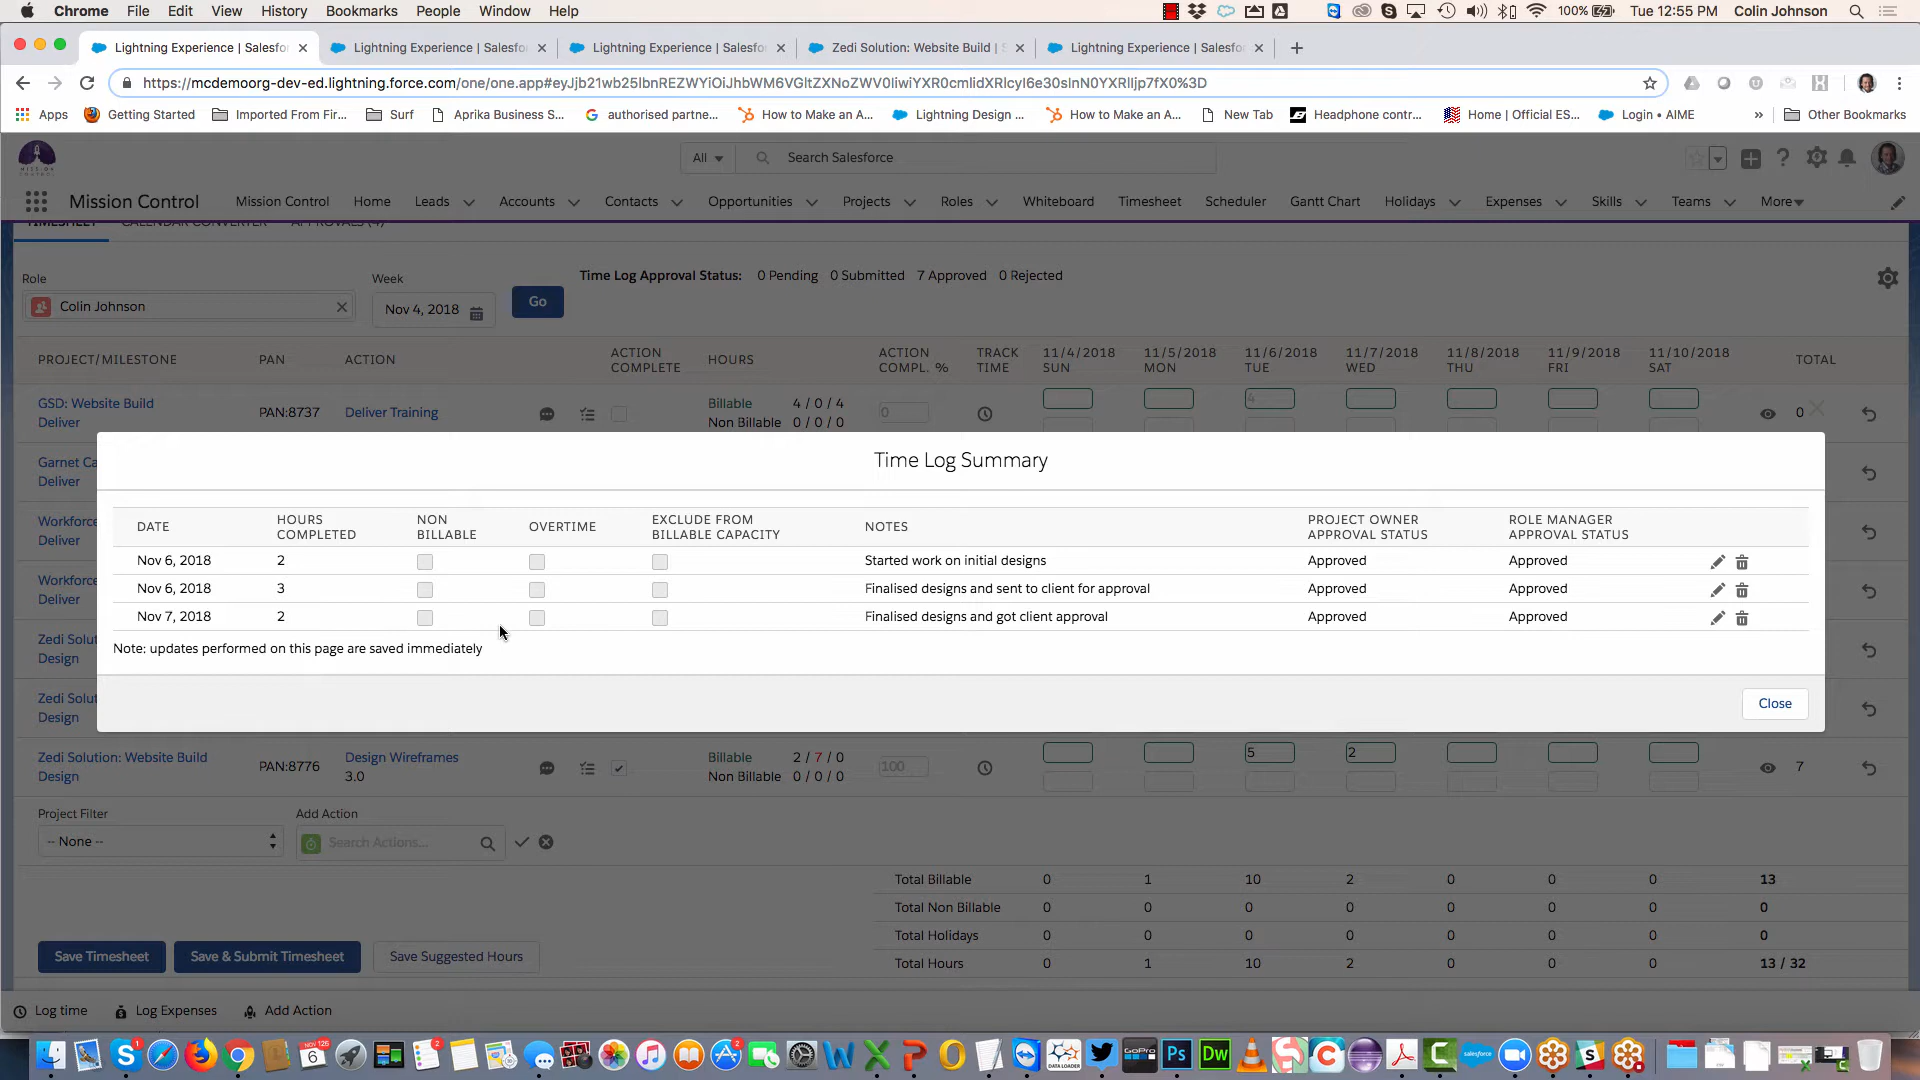 Chrome File Edit View History Bookmarks People Window Help 100% Tue 12:55 PM Colin Johnson
Lightning Experience | Salesfo Lightning Experience | Salesfo Lightning Experience | Salesfo Zedi Solution: Website Build | S Lightning Experience | Salesfo
Apps Getting Started Imported From Fir... Surf Aprika Business S... authorised partne... How to Make an A... Lightning Design ... How to Make an A... New Tab Headphone contr... Home | Official ES... Login • AIME » Other Bookmarks
All Search Salesforce
Mission Control Mission Control Home Leads Accounts Contacts Opportunities Projects Roles Whiteboard Timesheet Scheduler Gantt Chart Holidays Expenses Skills Teams More
TIMESHEET CALENDAR CONVERTER APPROVALS (4)
Role Week Time Log Approval Status: 0 Pending 0 Submitted 7 Approved 0 Rejected
Colin Johnson Nov 4, 2018 Go
PROJECT/MILESTONE PAN ACTION ACTION COMPLETE HOURS ACTION COMPL. % TRACK TIME 11/4/2018 SUN 11/5/2018 MON 11/6/2018 TUE 11/7/2018 WED 11/8/2018 THU 11/9/2018 FRI 11/10/2018 SAT TOTAL
GSD: Website Build PAN:8737 Deliver Training Billable 4 / 0 / 4 0 4 0
Deliver Non Billable 0 / 0 / 0
Garnet Ca
Deliver
Workforce
Deliver
Workforce
Deliver
Zedi Solut
Design
Zedi Solut
Design
Time Log Summary
DATE HOURS COMPLETED NON BILLABLE OVERTIME EXCLUDE FROM BILLABLE CAPACITY NOTES PROJECT OWNER APPROVAL STATUS ROLE MANAGER APPROVAL STATUS
Nov 6, 2018 2 Started work on initial designs Approved Approved
Nov 6, 2018 3 Finalised designs and sent to client for approval Approved Approved
Nov 7, 2018 2 Finalised designs and got client approval Approved Approved
Note: updates performed on this page are saved immediately
Close
Zedi Solution: Website Build PAN:8776 Design Wireframes Billable 2 / 7 / 0 100 5 2 7
Design 3.0 Non Billable 0 / 0 / 0
Project Filter Add Action
-- None -- Search Actions...
Total Billable 0 1 10 2 0 0 0 13
Total Non Billable 0 0 0 0 0 0 0 0
Total Holidays 0 0 0 0 0 0 0 0
Total Hours 0 1 10 2 0 0 0 13 / 32
Save Timesheet Save & Submit Timesheet Save Suggested Hours
Log time Log Expenses Add Action